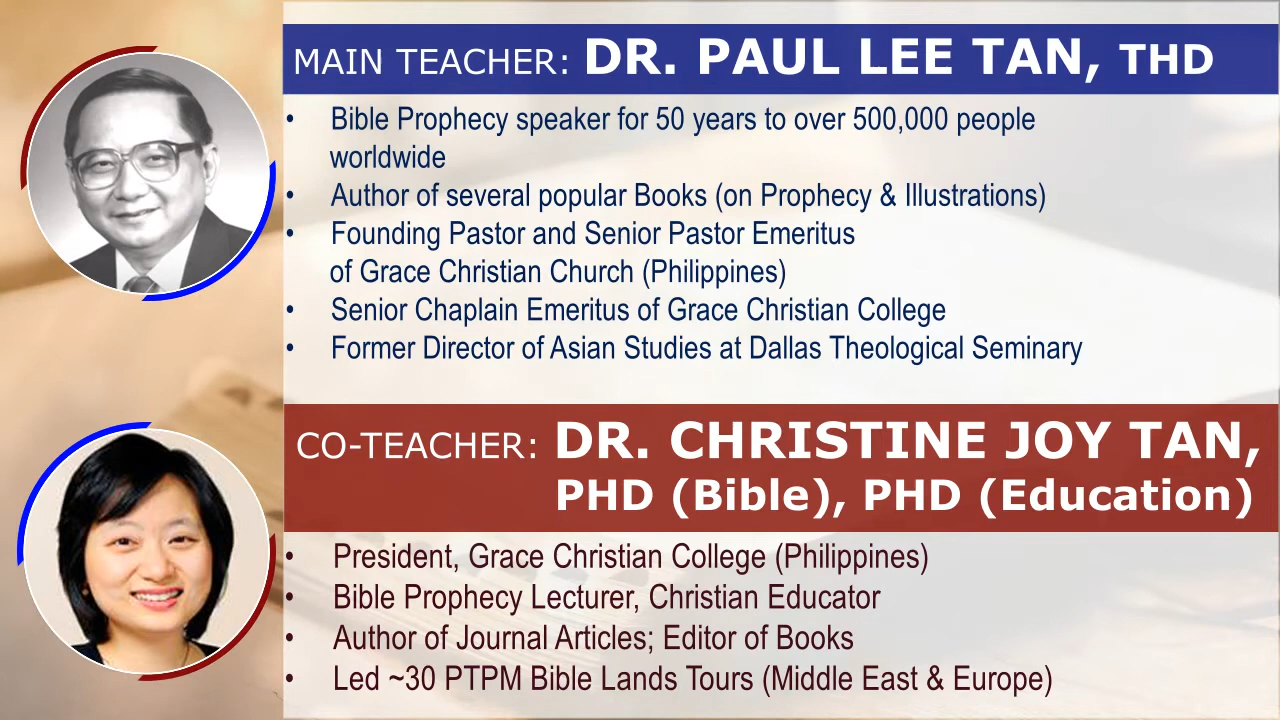 MAIN TEACHER: DR. PAUL LEE TAN, THD
• Bible Prophecy speaker for 50 years to over 500,000 people
worldwide
• Author of several popular Books (on Prophecy & Illustrations)
• Founding Pastor and Senior Pastor Emeritus
of Grace Christian Church (Philippines)
• Senior Chaplain Emeritus of Grace Christian College
• Former Director of Asian Studies at Dallas Theological Seminary
CO-TEACHER: DR. CHRISTINE JOY TAN,
PHD (Bible), PHD (Education)
• President, Grace Christian College (Philippines)
• Bible Prophecy Lecturer, Christian Educator
• Author of Journal Articles; Editor of Books
• Led ~30 PTPM Bible Lands Tours (Middle East & Europe)